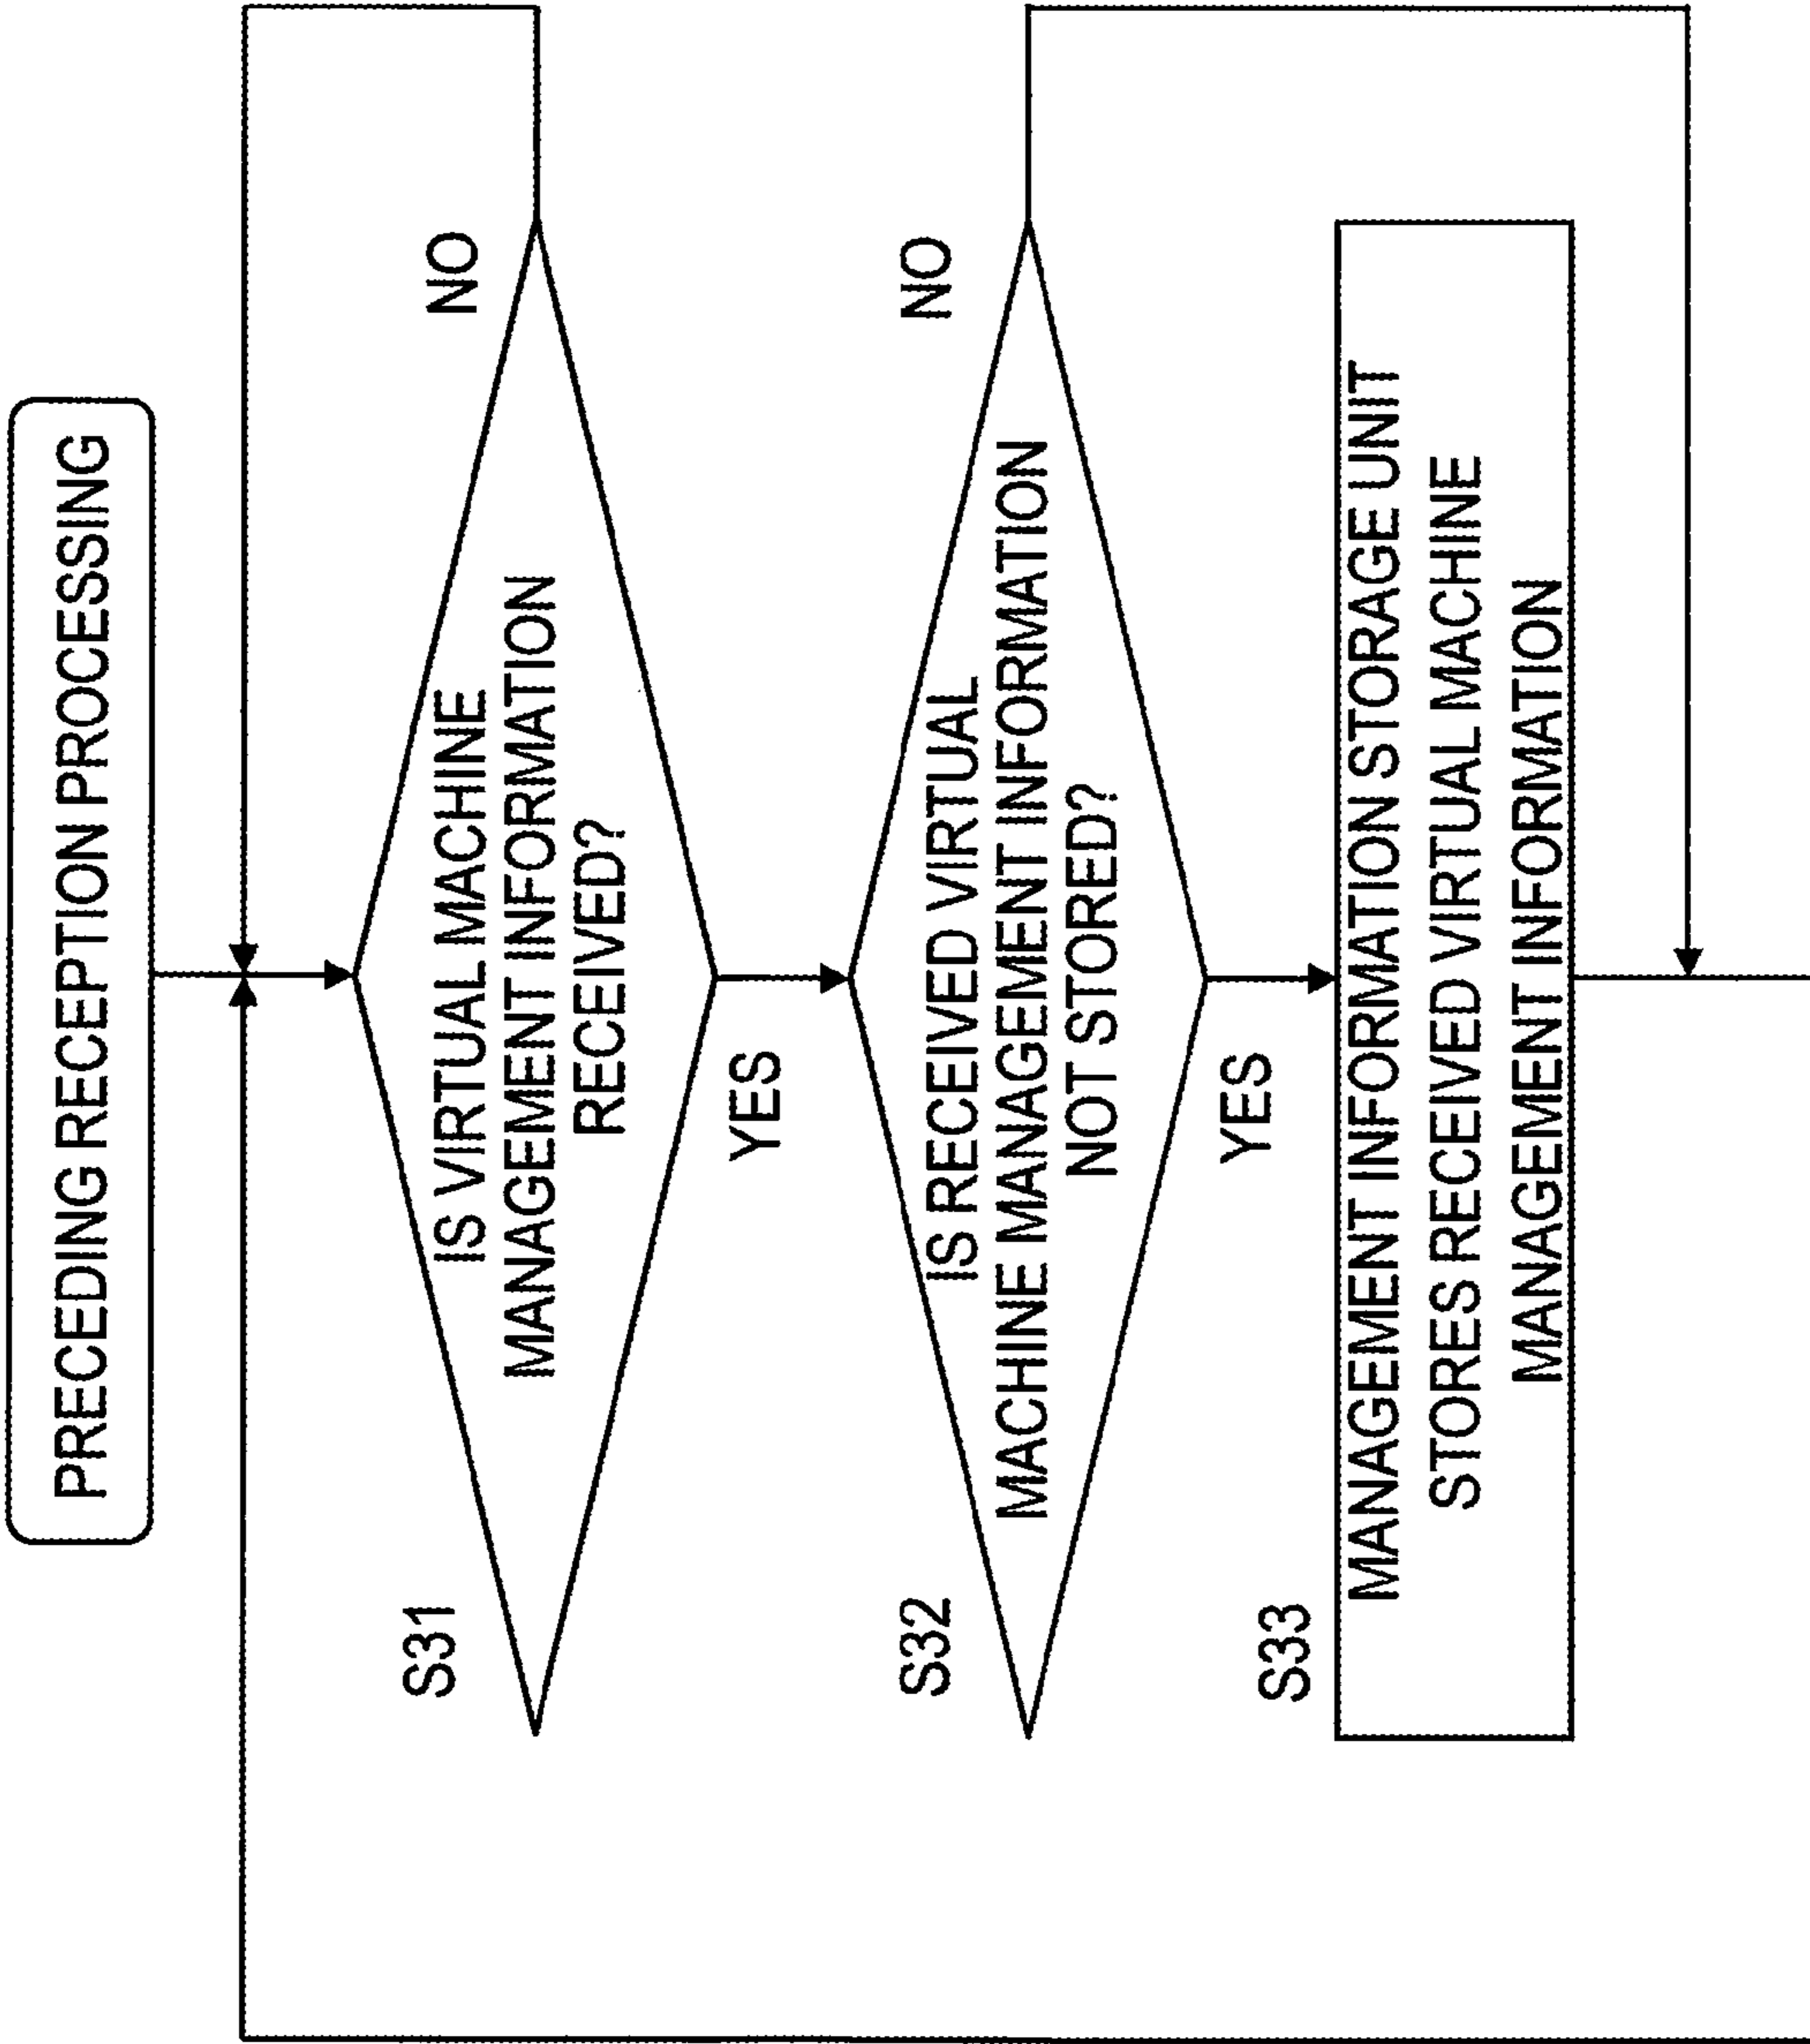 PRECEDING RECEPTION PROCESSING
S31
NO
IS VIRTUAL MACHINE
MANAGEMENT INFORMATION
RECEIVED?
YES
S32
NO
IS RECEIVED VIRTUAL
MACHINE MANAGEMENT INFORMATION
NOT STORED?
YES
S33
MANAGEMENT INFORMATION STORAGE UNIT
STORES RECEIVED VIRTUAL MACHINE
MANAGEMENT INFORMATION